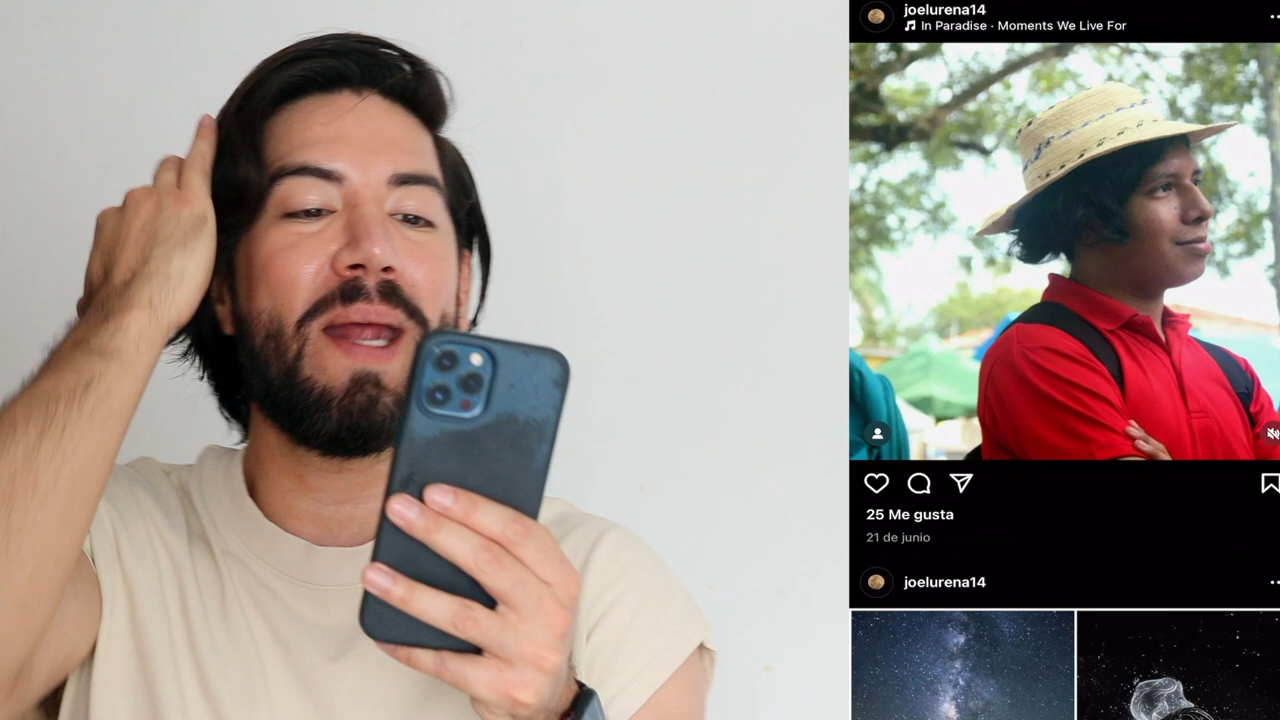 joelurena14
In Paradise · Moments We Live For
25 Me gusta
21 de junio
joelurena14